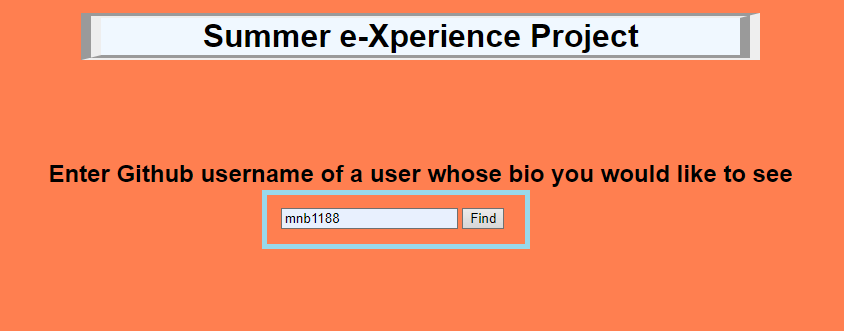 Summer e-Xperience Project
Enter Github username of a user whose bio you would like to see
mnb1188 Find